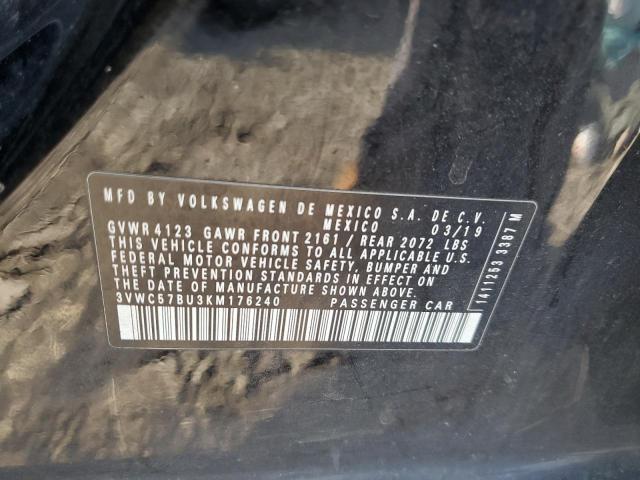 MFD BY VOLKSWAGEN DE MEXICO S.A. DE C.V.
MEXICO 03/19
GVWR 4123 GAWR FRONT 2161 / REAR 2072 LBS
THIS VEHICLE CONFORMS TO ALL APPLICABLE U.S.
FEDERAL MOTOR VEHICLE SAFETY, BUMPER AND
THEFT PREVENTION STANDARDS IN EFFECT ON
THE DATE OF MANUFACTURE SHOWN ABOVE.
3VWC57BU3KM176240 PASSENGER CAR
1411253 3387 M